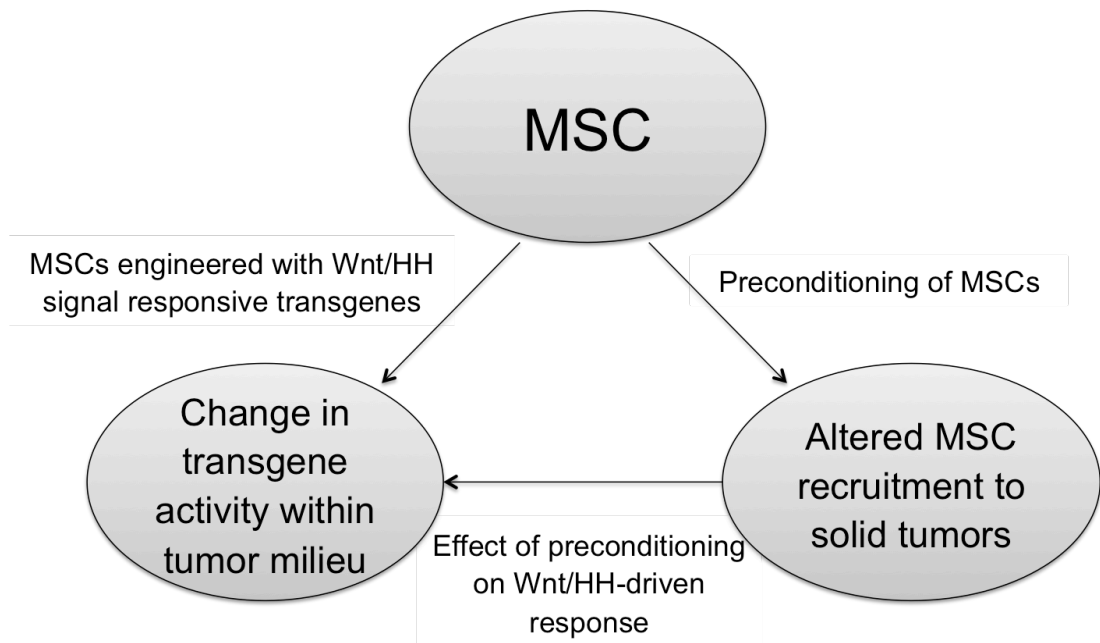 MSC
MSCs engineered with Wnt/HH
signal responsive transgenes
Preconditioning of MSCs
Change in
transgene
activity within
tumor milieu
Altered MSC
recruitment to
solid tumors
Effect of preconditioning
on Wnt/HH-driven
response